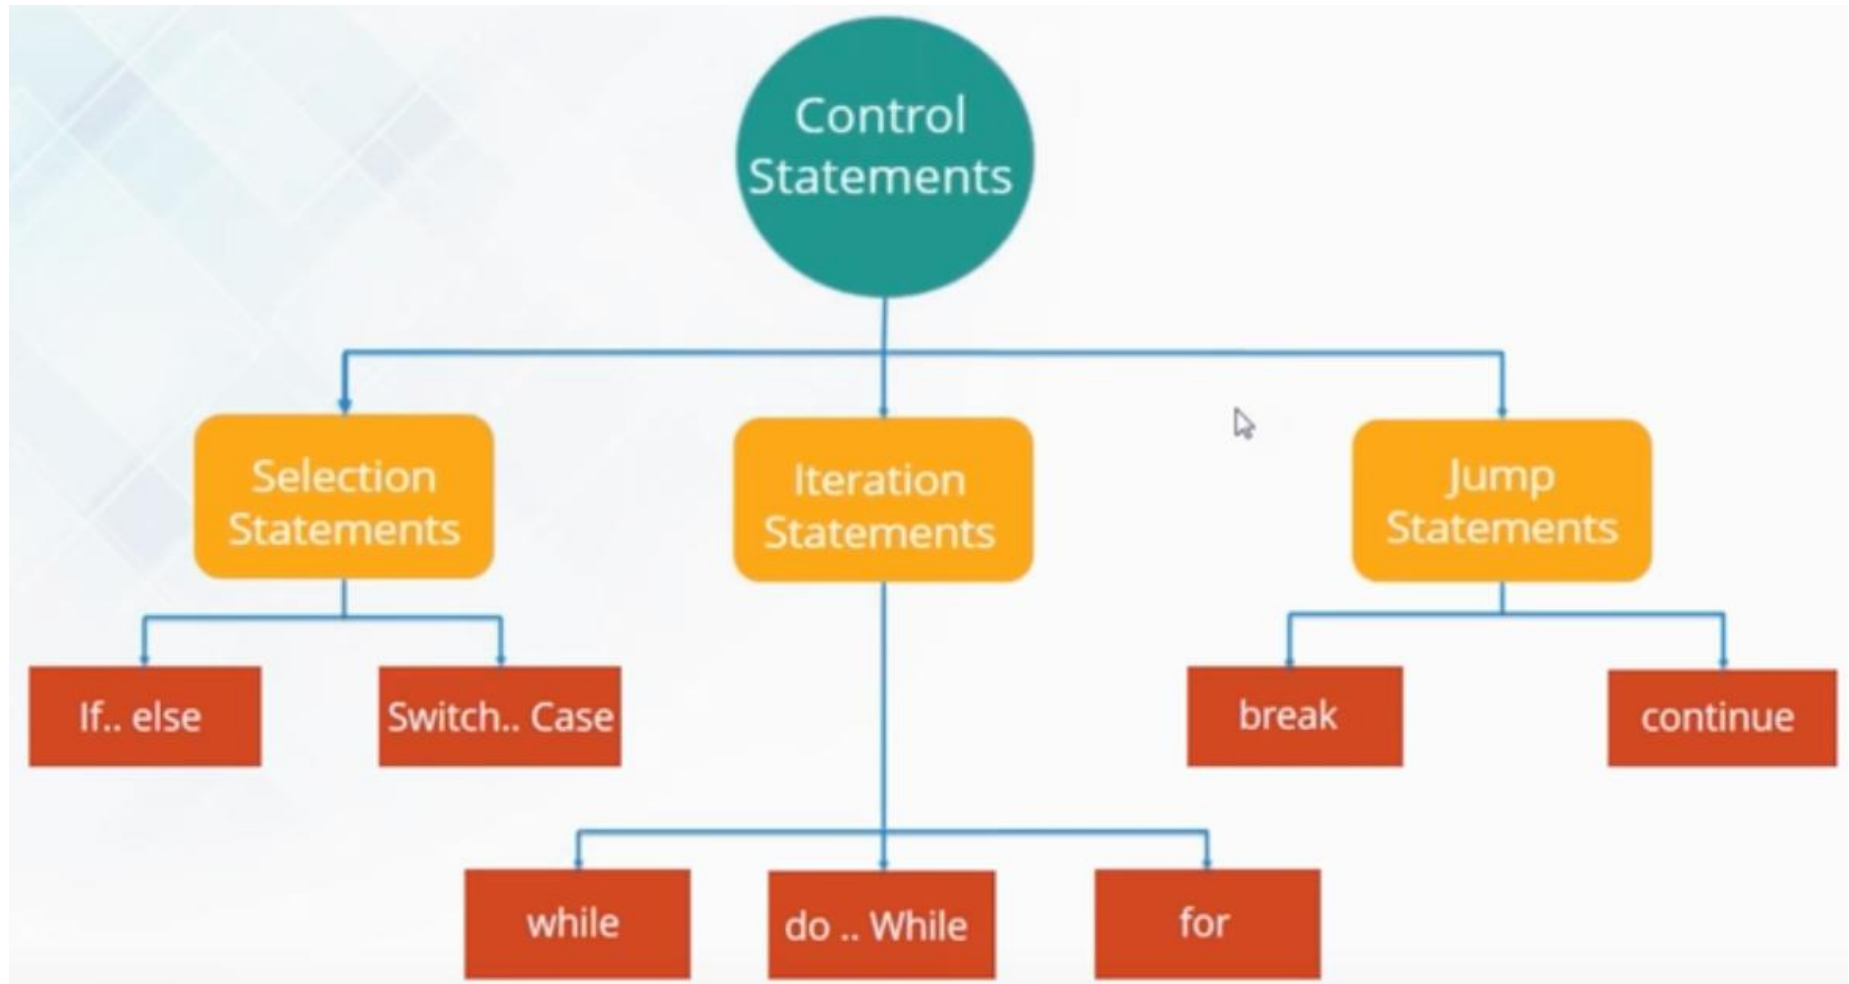 Control
Statements
Selection
Statements
Iteration
Statements
Jump
Statements
If.. else
Switch.. Case
break
continue
while
do .. While
for